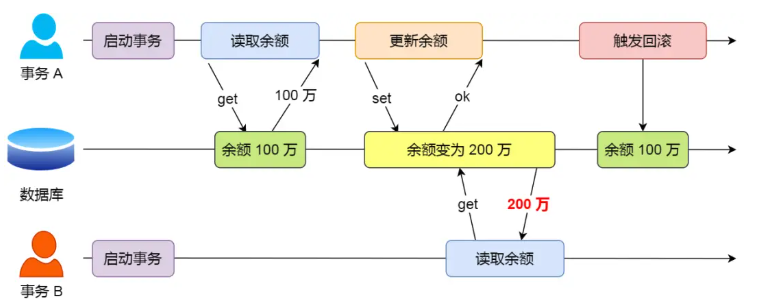 启动事务
读取余额
更新余额
触发回滚
事务 A
get
100 万
set
ok
余额 100 万
余额变为 200 万
余额 100 万
数据库
get
200 万
启动事务
读取余额
事务 B